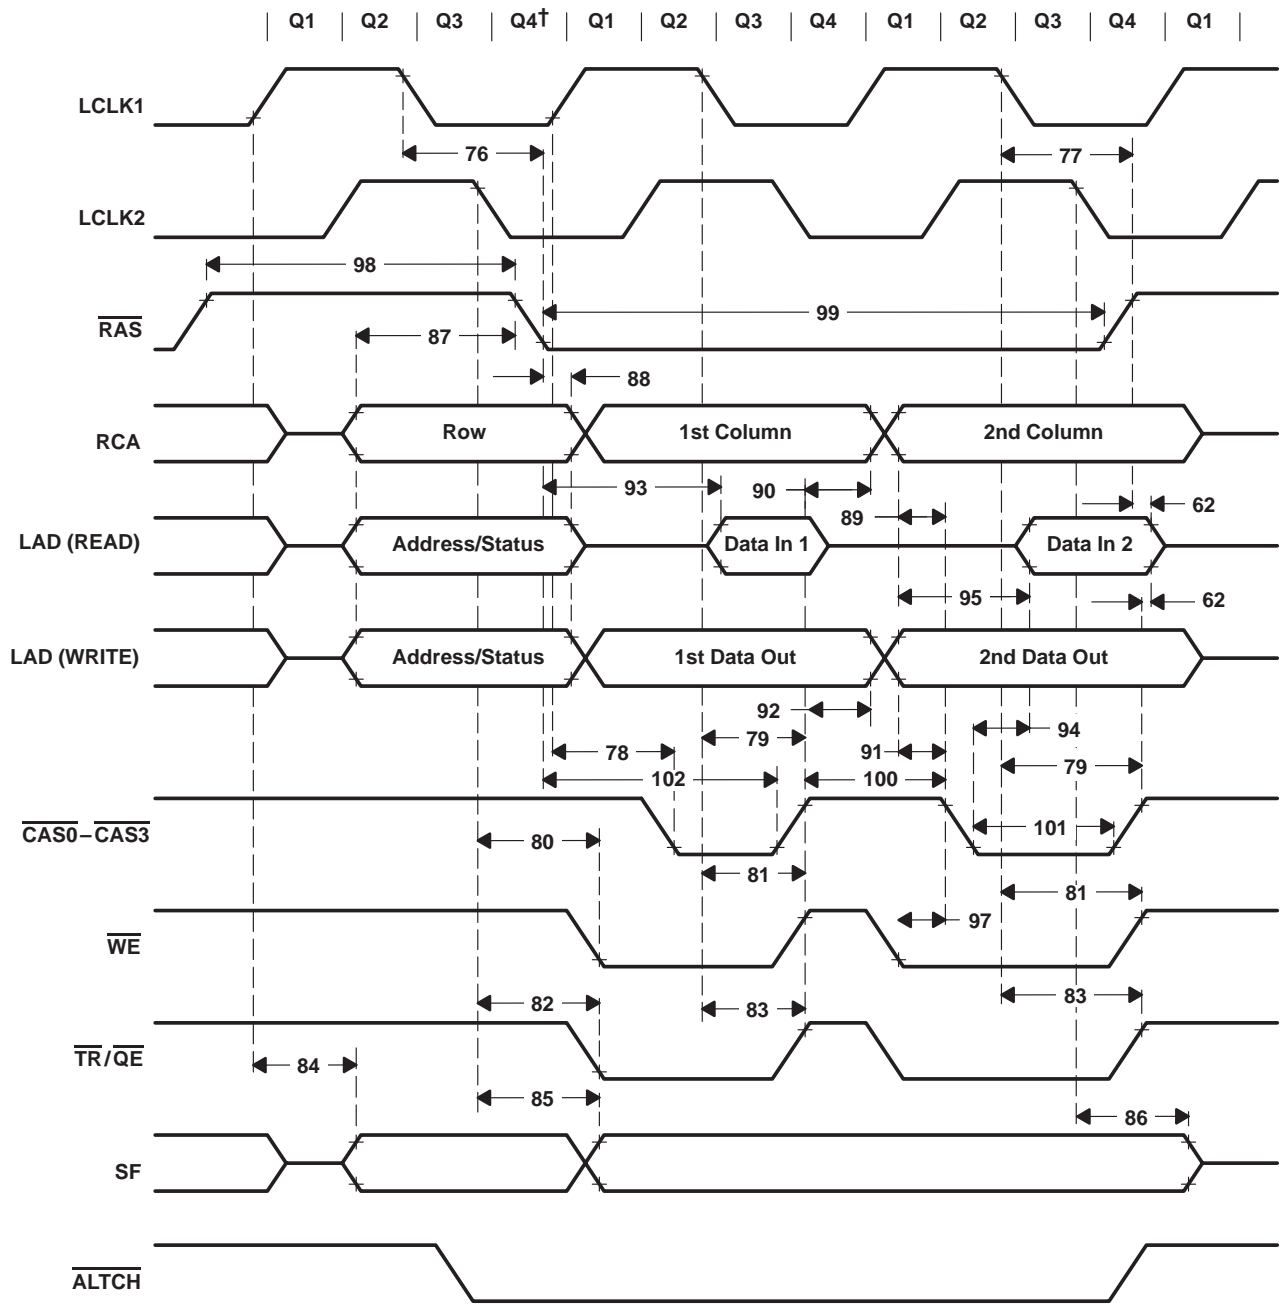 Q1 Q2 Q3 Q4† Q1 Q2 Q3 Q4 Q1 Q2 Q3 Q4 Q1
LCLK1
76 77
LCLK2
98
RAS
99
87
88
RCA Row 1st Column 2nd Column
93 90
89 62
LAD (READ) Address/Status Data In 1 Data In 2
95 62
LAD (WRITE) Address/Status 1st Data Out 2nd Data Out
92
94
79
78 91
79
102 100
CAS0–CAS3
101
80
81
81
97
WE
82 83
83
TR/QE
84
85
86
SF
ALTCH